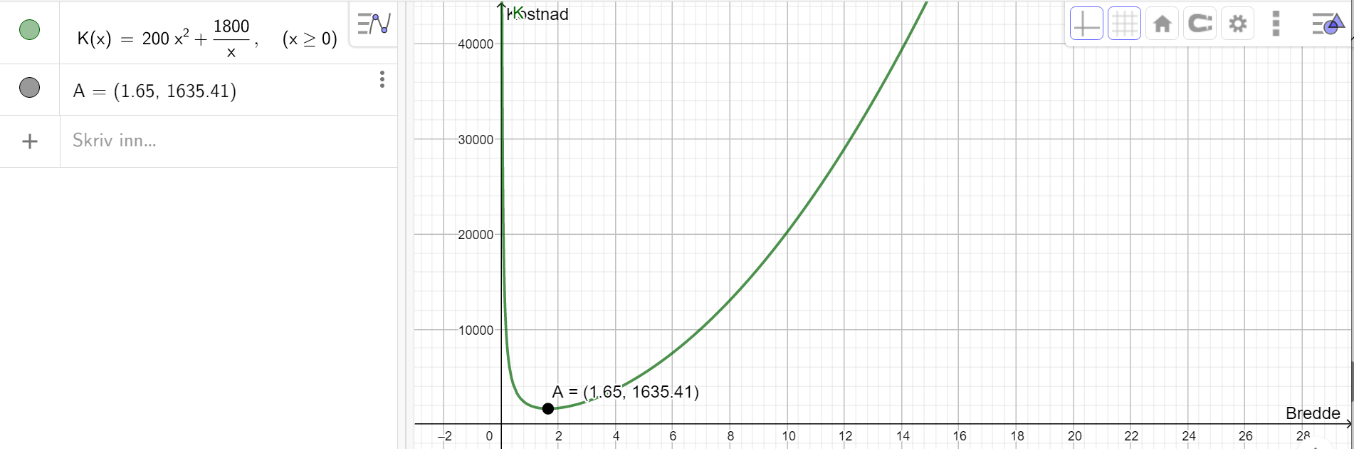 K(x) = 200 x² + 1800/x, (x ≥ 0)
A = (1.65, 1635.41)
+ Skriv inn...
K
Kostnad
40000
30000
20000
10000
A = (1.65, 1635.41)
Bredde
−2 0 2 4 6 8 10 12 14 16 18 20 22 24 26 28